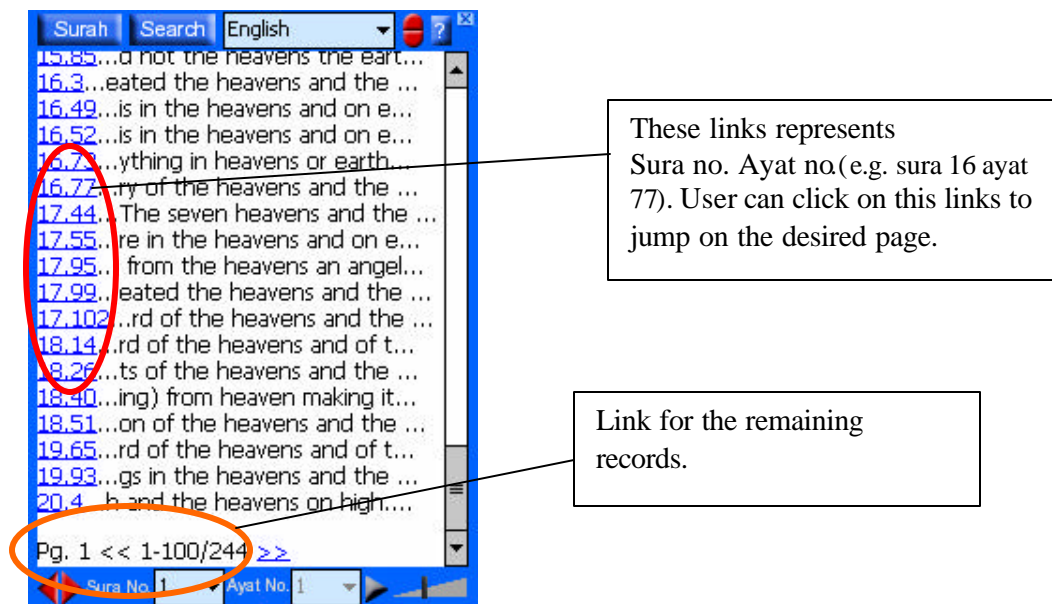 Surah Search English ?
15.85...d not the heavens the eart...
16.3...eated the heavens and the ...
16.49...is in the heavens and on e...
16.52...is in the heavens and on e...
16.73...ything in heavens or earth...
16.77...ry of the heavens and the ...
17.44...The seven heavens and the ...
17.55...re in the heavens and on e...
17.95... from the heavens an angel...
17.99...eated the heavens and the ...
17.102...rd of the heavens and the ...
18.14...rd of the heavens and of t...
18.26...ts of the heavens and the ...
18.40...ing) from heaven making it...
18.51...on of the heavens and the ...
19.65...rd of the heavens and of t...
19.93...gs in the heavens and the ...
20.4...h and the heavens on high....
Pg. 1 << 1-100/244 >>
Sura No. 1 Ayat No. 1
These links represents
Sura no. Ayat no.(e.g. sura 16 ayat
77). User can click on this links to
jump on the desired page.
Link for the remaining
records.